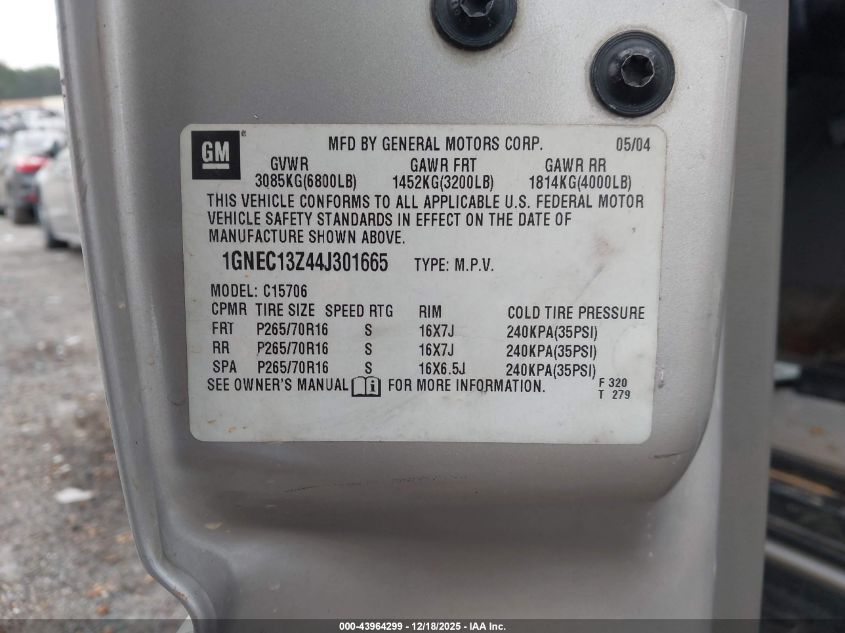 GM
MFD BY GENERAL MOTORS CORP. 05/04
GVWR GAWR FRT GAWR RR
3085KG(6800LB) 1452KG(3200LB) 1814KG(4000LB)
THIS VEHICLE CONFORMS TO ALL APPLICABLE U.S. FEDERAL MOTOR
VEHICLE SAFETY STANDARDS IN EFFECT ON THE DATE OF
MANUFACTURE SHOWN ABOVE.
1GNEC13Z44J301665 TYPE: M.P.V.
MODEL: C15706
CPMR TIRE SIZE SPEED RTG RIM COLD TIRE PRESSURE
FRT P265/70R16 S 16X7J 240KPA(35PSI)
RR P265/70R16 S 16X7J 240KPA(35PSI)
SPA P265/70R16 S 16X6.5J 240KPA(35PSI)
SEE OWNER'S MANUAL i FOR MORE INFORMATION. F 320
T 279
000-43964299 - 12/18/2025 - IAA Inc.